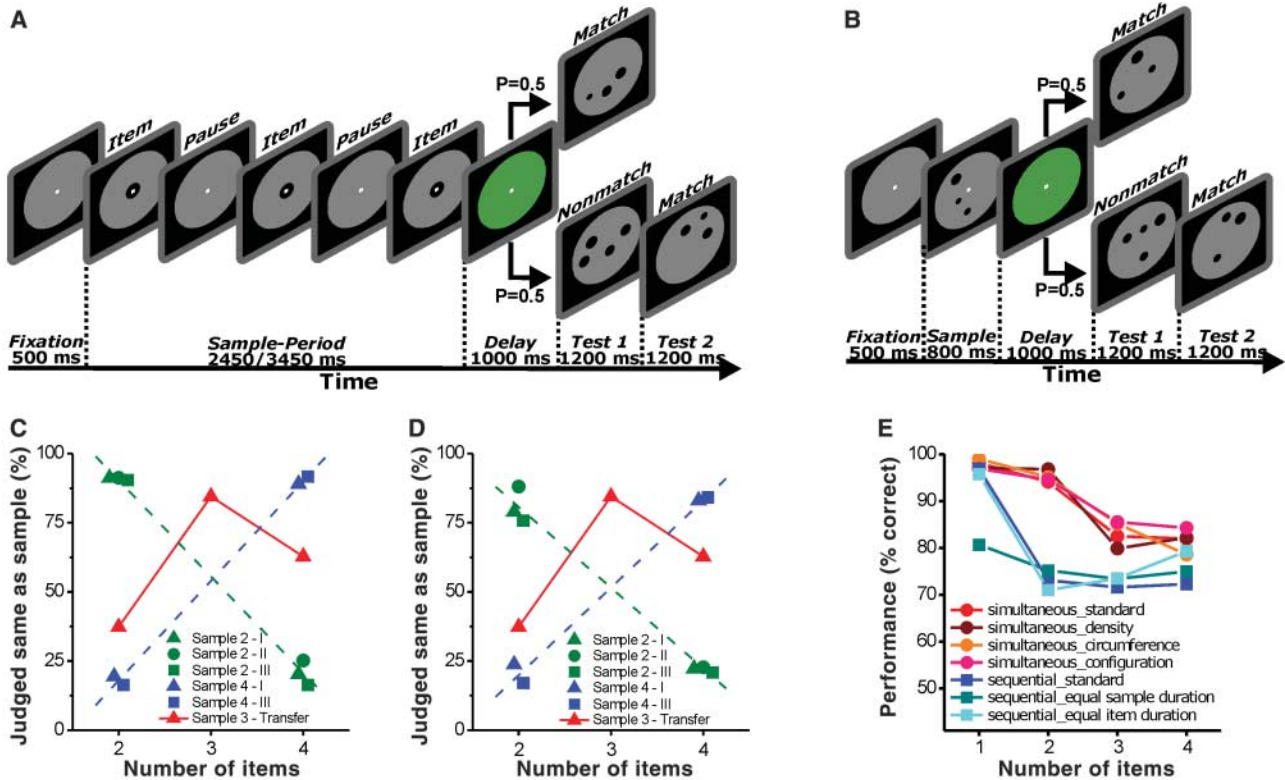 A
Item
Pause
Item
Pause
Item
P=0.5
Match
Nonmatch
Match
P=0.5
Fixation
500 ms
Sample-Period
2450/3450 ms
Delay
1000 ms
Test 1
1200 ms
Test 2
1200 ms
Time
B
P=0.5
Match
Nonmatch
Match
P=0.5
Fixation
500 ms
Sample
800 ms
Delay
1000 ms
Test 1
1200 ms
Test 2
1200 ms
Time
C
Judged same as sample (%)
100
75
50
25
0
Sample 2 - I
Sample 2 - II
Sample 2 - III
Sample 4 - I
Sample 4 - III
Sample 3 - Transfer
2 3 4
Number of items
D
Judged same as sample (%)
100
75
50
25
0
Sample 2 - I
Sample 2 - II
Sample 2 - III
Sample 4 - I
Sample 4 - III
Sample 3 - Transfer
2 3 4
Number of items
E
Performance (% correct)
100
90
80
70
60
50
simultaneous_standard
simultaneous_density
simultaneous_circumference
simultaneous_configuration
sequential_standard
sequential_equal sample duration
sequential_equal item duration
1 2 3 4
Number of items